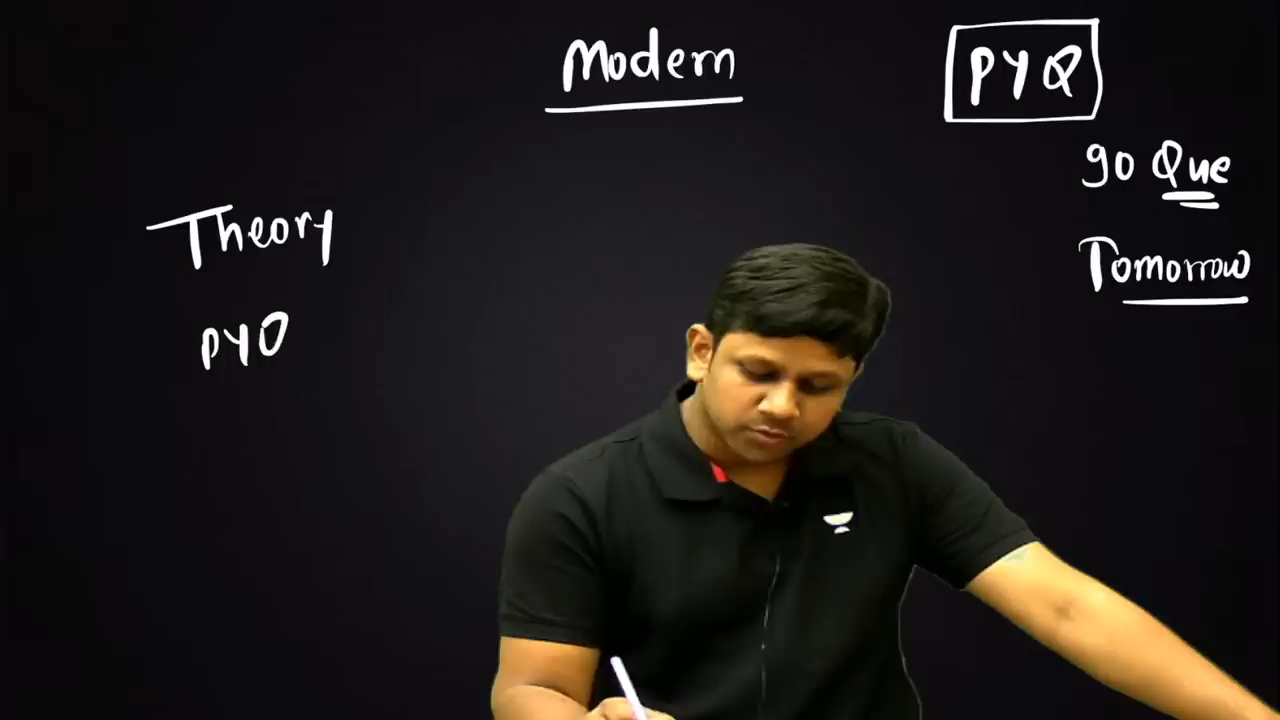 Modern
PYQ
90 Que
Tomorrow
Theory
PYQ